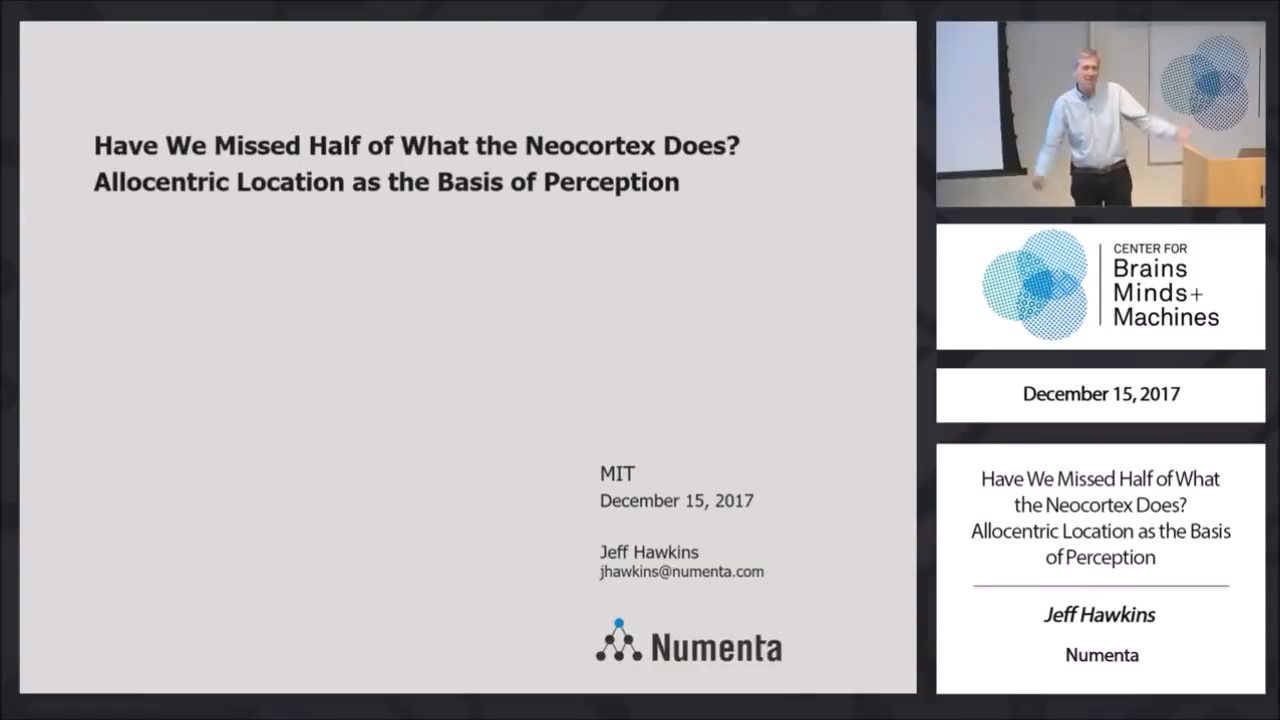 Have We Missed Half of What the Neocortex Does?
Allocentric Location as the Basis of Perception
MIT
December 15, 2017
Jeff Hawkins
jhawkins@numenta.com
Numenta
CENTER FOR
Brains
Minds+
Machines
December 15, 2017
Have We Missed Half of What
the Neocortex Does?
Allocentric Location as the Basis
of Perception
Jeff Hawkins
Numenta